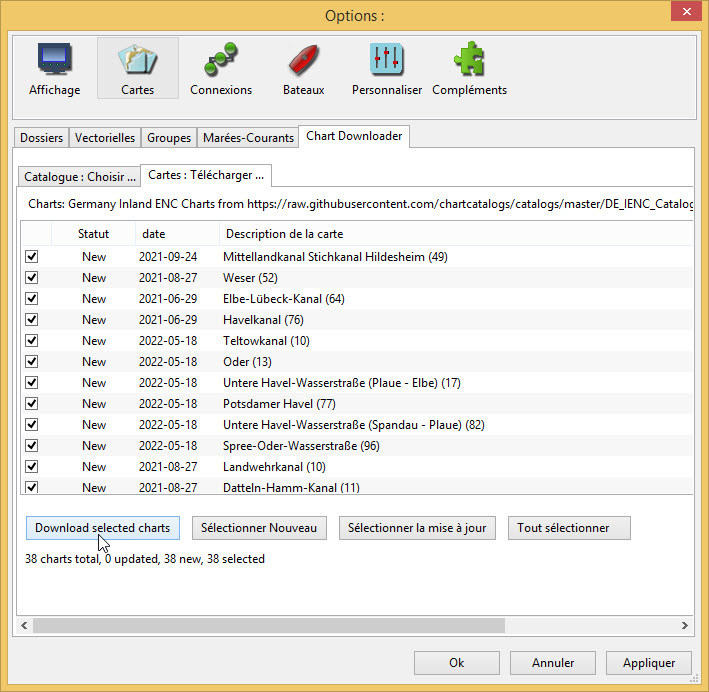 Options :
Affichage Cartes Connexions Bateaux Personnaliser Compléments
Dossiers Vectorielles Groupes Marées-Courants Chart Downloader
Catalogue : Choisir ... Cartes : Télécharger ...
Charts: Germany Inland ENC Charts from https://raw.githubusercontent.com/chartcatalogs/catalogs/master/DE_IENC_Catalog
Statut date Description de la carte
New 2021-09-24 Mittellandkanal Stichkanal Hildesheim (49)
New 2021-08-27 Weser (52)
New 2021-06-29 Elbe-Lübeck-Kanal (64)
New 2021-06-29 Havelkanal (76)
New 2022-05-18 Teltowkanal (10)
New 2022-05-18 Oder (13)
New 2022-05-18 Untere Havel-Wasserstraße (Plaue - Elbe) (17)
New 2022-05-18 Potsdamer Havel (77)
New 2022-05-18 Untere Havel-Wasserstraße (Spandau - Plaue) (82)
New 2022-05-18 Spree-Oder-Wasserstraße (96)
New 2021-08-27 Landwehrkanal (10)
New 2021-08-27 Datteln-Hamm-Kanal (11)
Download selected charts Sélectionner Nouveau Sélectionner la mise à jour Tout sélectionner
38 charts total, 0 updated, 38 new, 38 selected
Ok Annuler Appliquer